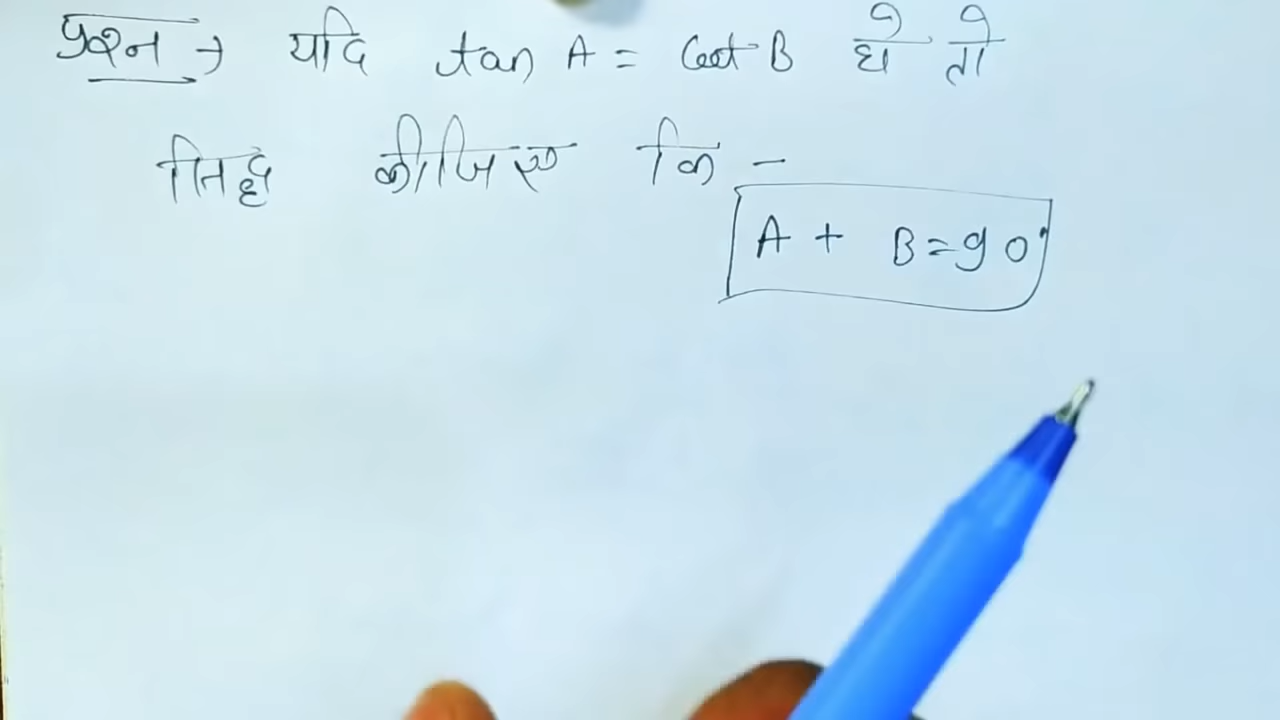 प्रश्न → यदि tan A = Cot B हो तो
सिद्ध कीजिए कि -
A + B = 90°